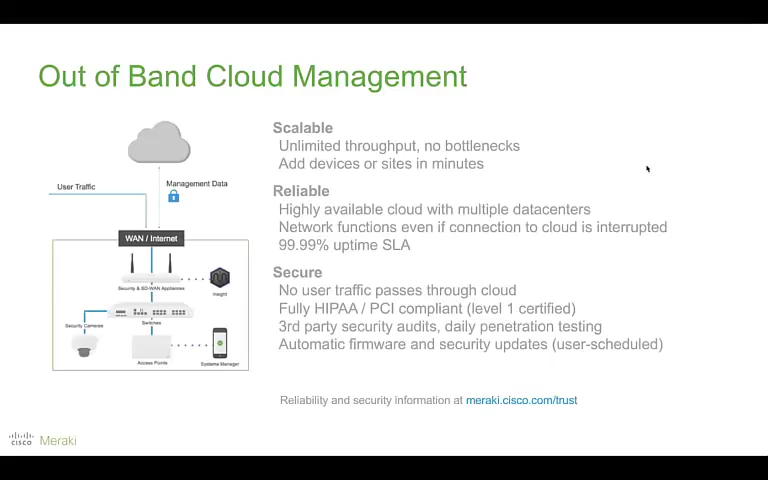 Out of Band Cloud Management
User Traffic
Management Data
WAN / Internet
Security & SD-WAN Appliances
Insight
Switches
Security Cameras
Access Points
Systems Manager
Scalable
Unlimited throughput, no bottlenecks
Add devices or sites in minutes
Reliable
Highly available cloud with multiple datacenters
Network functions even if connection to cloud is interrupted
99.99% uptime SLA
Secure
No user traffic passes through cloud
Fully HIPAA / PCI compliant (level 1 certified)
3rd party security audits, daily penetration testing
Automatic firmware and security updates (user-scheduled)
Reliability and security information at meraki.cisco.com/trust
CISCO Meraki